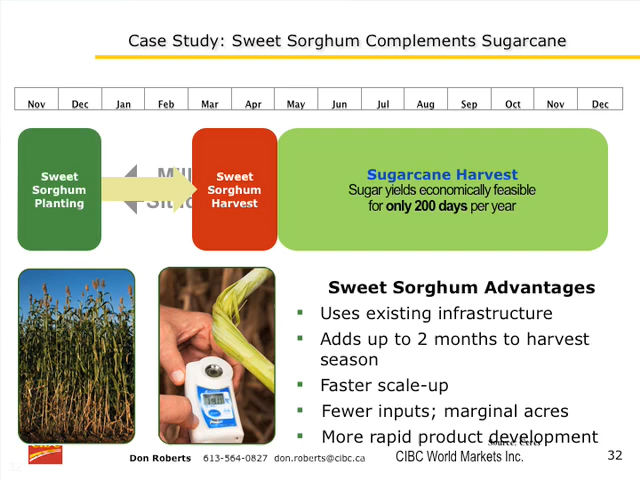 Case Study: Sweet Sorghum Complements Sugarcane
Nov Dec Jan Feb Mar Apr May Jun Jul Aug Sep Oct Nov Dec
Sweet
Sorghum
Planting
Mill
Sweet
Sorghum
Harvest
Sugarcane Harvest
Sugar yields economically feasible
for only 200 days per year
Sweet Sorghum Advantages
▪ Uses existing infrastructure
▪ Adds up to 2 months to harvest
season
▪ Faster scale-up
▪ Fewer inputs; marginal acres
▪ More rapid product development
Source:
Don Roberts 613-564-0827 don.roberts@cibc.ca CIBC World Markets Inc. 32